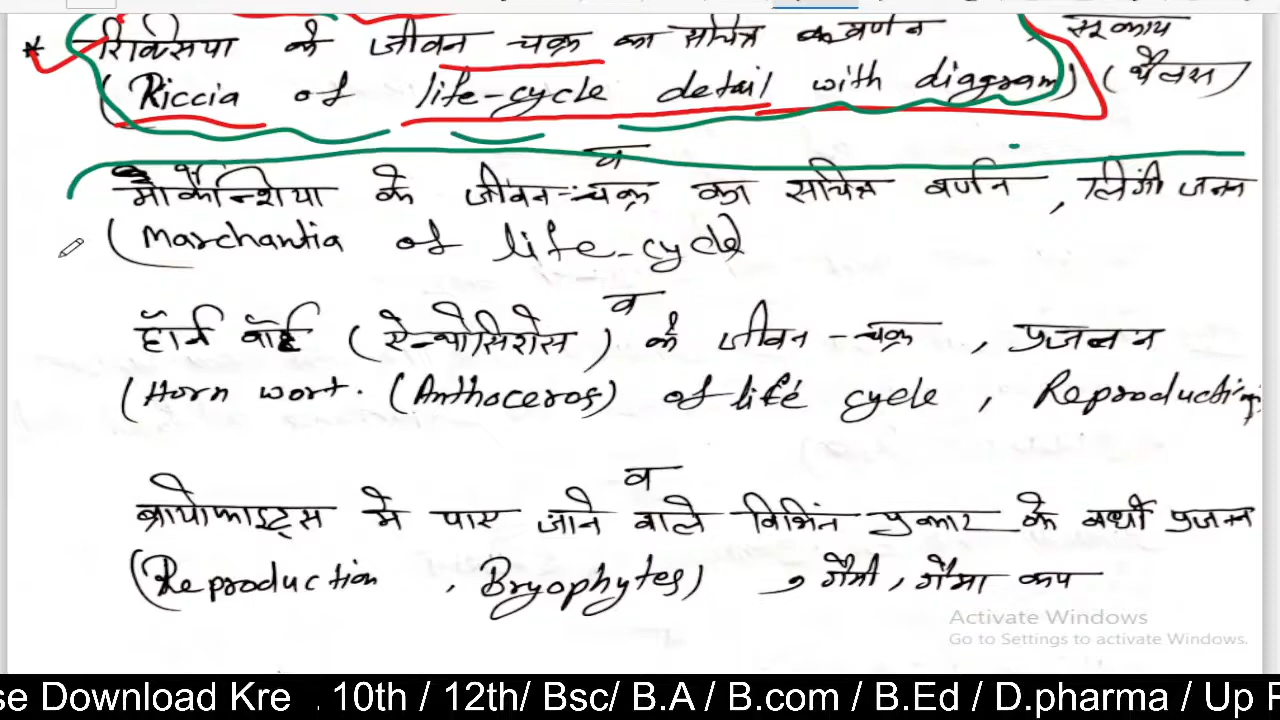 * रिक्सिया के जीवन चक्र का सचित्र वर्णन, सूकाय
(Riccia of life-cycle detail with diaggram) (थैलस)
व
मार्केन्शिया के जीवन-चक्र का सचित्र वर्णन, लिंगी जनन
(Marchantia of life-cycle)
व
हॉर्न वॉर्ट (ऐन्थोसिरोस) के जीवन-चक्र, प्रजनन
(Horn wort. (Anthoceros) of life cycle, Reproduction
व
ब्रायोफाइट्स मे पाए जाने वाले विभिंन प्रकार के वर्धी प्रजनन
(Reproduction, Bryophytes), गैमी, गैमा कप
Activate Windows
Go to Settings to activate Windows.
se Download Kre . 10th / 12th/ Bsc/ B.A / B.com / B.Ed / D.pharma / Up F